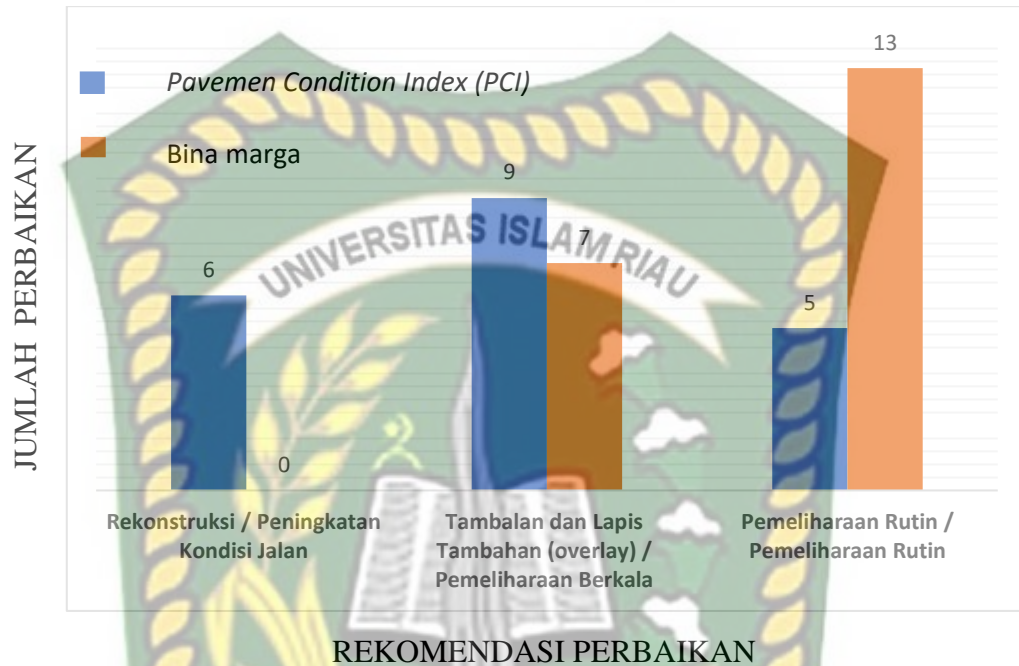 JUMLAH PERBAIKAN
Pavemen Condition Index (PCI)
Bina marga
13
9
7
6
5
0
UNIVERSITAS ISLAM RIAU
Rekonstruksi / Peningkatan
Kondisi Jalan
Tambalan dan Lapis
Tambahan (overlay) /
Pemeliharaan Berkala
Pemeliharaan Rutin /
Pemeliharaan Rutin
REKOMENDASI PERBAIKAN